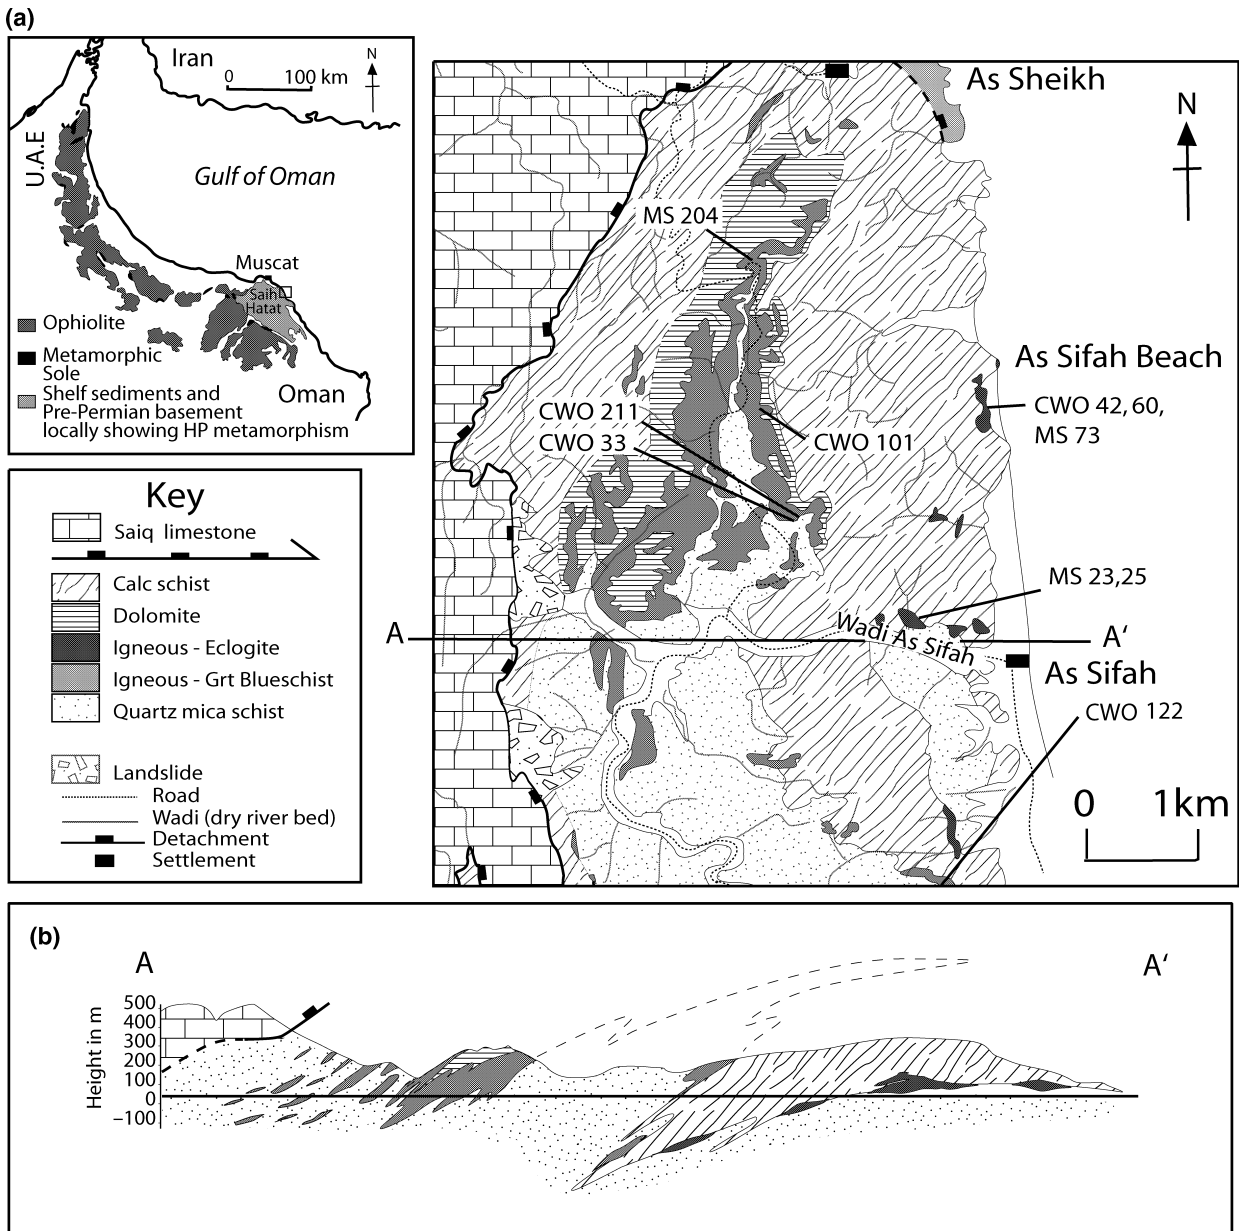 (a)
Iran
0 100 km
N
U.A.E
Gulf of Oman
Muscat
Saih
Hatat
Oman
Ophiolite
Metamorphic
Sole
Shelf sediments and
Pre-Permian basement
locally showing HP metamorphism
Key
Saiq limestone
Calc schist
Dolomite
Igneous - Eclogite
Igneous - Grt Blueschist
Quartz mica schist
Landslide
Road
Wadi (dry river bed)
Detachment
Settlement
As Sheikh
N
MS 204
As Sifah Beach
CWO 211
CWO 33
CWO 101
CWO 42, 60,
MS 73
MS 23,25
A
Wadi As Sifah
A‘
As Sifah
CWO 122
0 1km
(b)
A
A‘
Height in m
500
400
300
200
100
0
−100